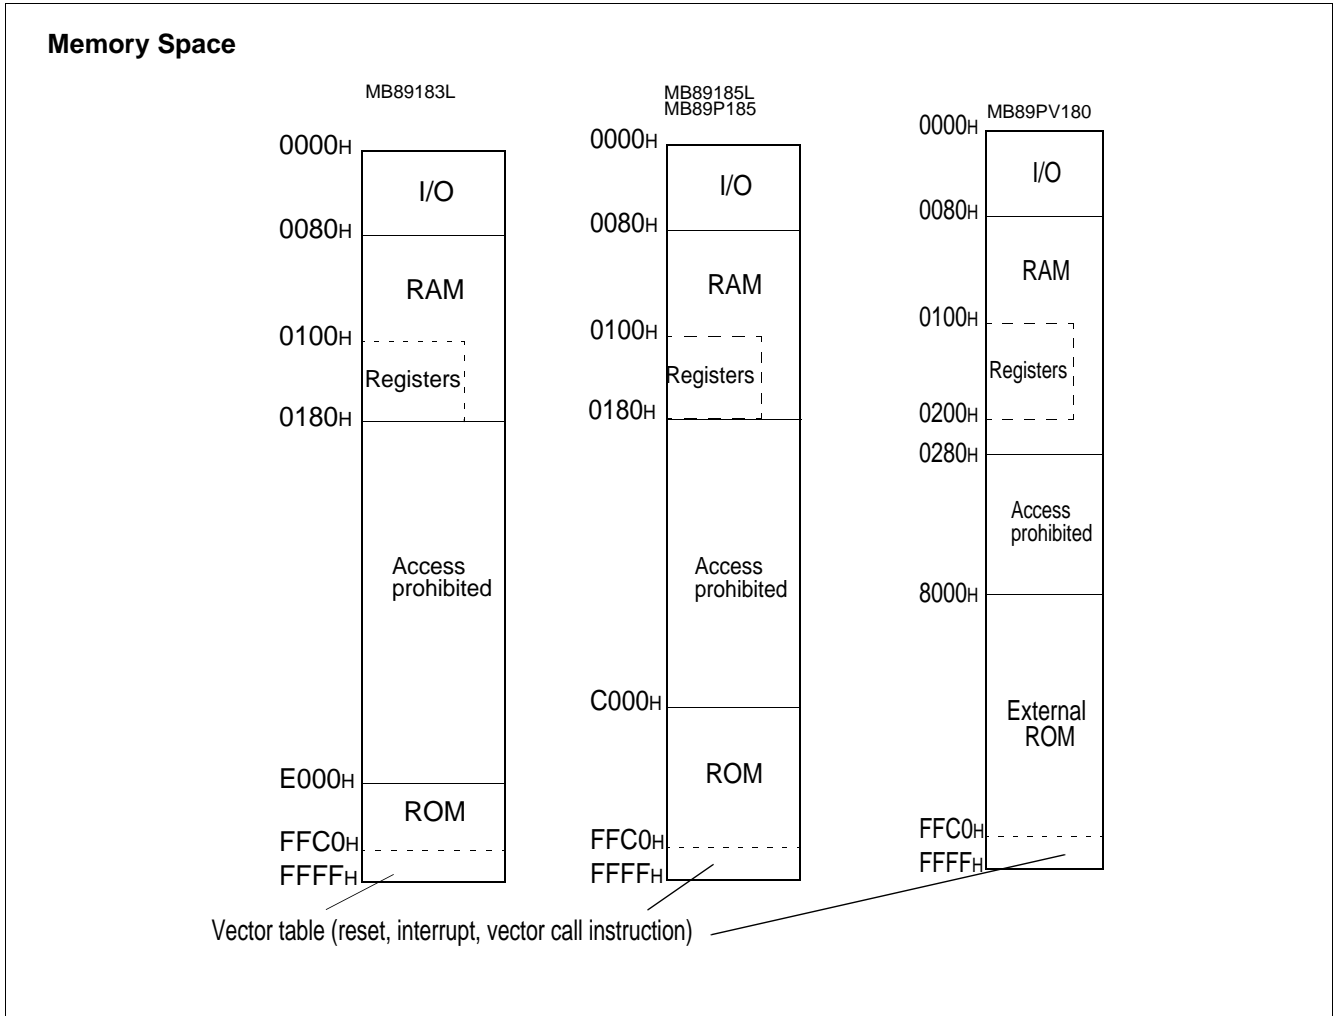 Memory Space
MB89183L
0000H
I/O
0080H
RAM
0100H
Registers
0180H
Access
prohibited
E000H
ROM
FFC0H
FFFFH
MB89185L
MB89P185
0000H
I/O
0080H
RAM
0100H
Registers
0180H
Access
prohibited
C000H
ROM
FFC0H
FFFFH
MB89PV180
0000H
I/O
0080H
RAM
0100H
Registers
0200H
0280H
Access
prohibited
8000H
External
ROM
FFC0H
FFFFH
Vector table (reset, interrupt, vector call instruction)